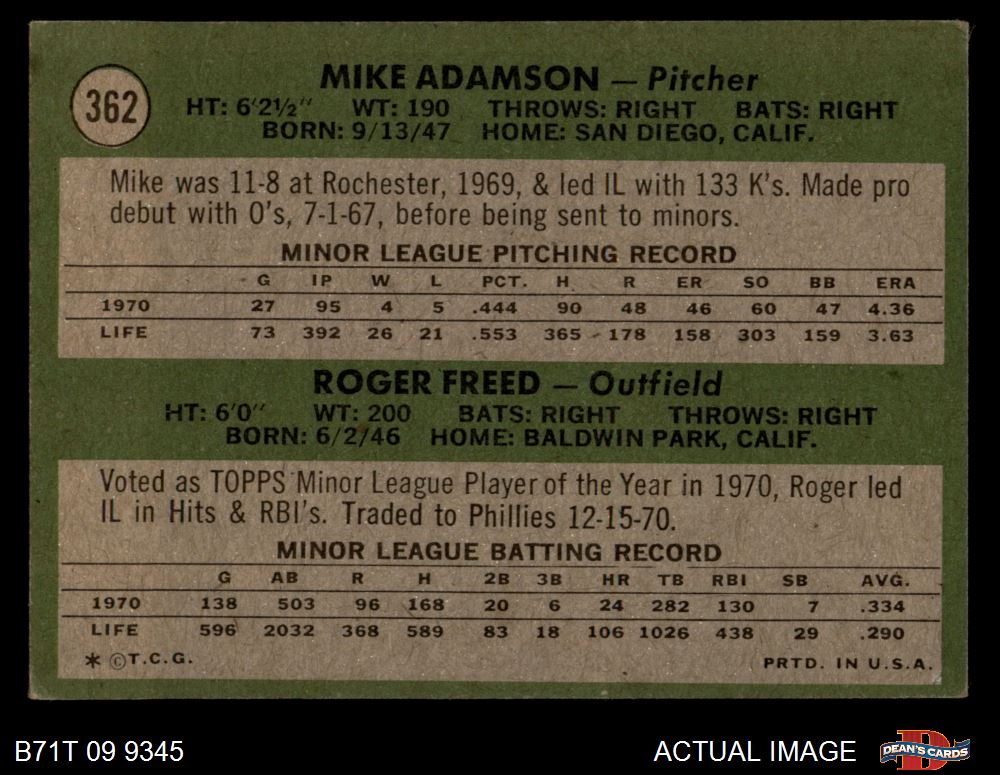 362
MIKE ADAMSON — Pitcher
HT: 6'2½" WT: 190 THROWS: RIGHT BATS: RIGHT
BORN: 9/13/47 HOME: SAN DIEGO, CALIF.
Mike was 11-8 at Rochester, 1969, & led IL with 133 K's. Made pro
debut with O's, 7-1-67, before being sent to minors.
MINOR LEAGUE PITCHING RECORD
G IP W L PCT. H R ER SO BB ERA
1970 27 95 4 5 .444 90 48 46 60 47 4.36
LIFE 73 392 26 21 .553 365 178 158 303 159 3.63
ROGER FREED — Outfield
HT: 6'0" WT: 200 BATS: RIGHT THROWS: RIGHT
BORN: 6/2/46 HOME: BALDWIN PARK, CALIF.
Voted as TOPPS Minor League Player of the Year in 1970, Roger led
IL in Hits & RBI's. Traded to Phillies 12-15-70.
MINOR LEAGUE BATTING RECORD
G AB R H 2B 3B HR TB RBI SB AVG.
1970 138 503 96 168 20 6 24 282 130 7 .334
LIFE 596 2032 368 589 83 18 106 1026 438 29 .290
* ©T.C.G. PRTD. IN U.S.A.
B71T 09 9345 ACTUAL IMAGE D DEAN'S CARDS